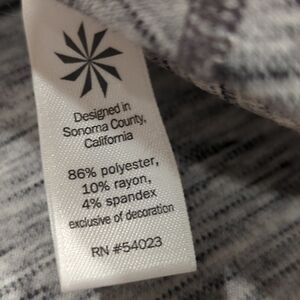 Designed in
Sonoma County,
California
86% polyester,
10% rayon,
4% spandex
exclusive of decoration
RN #54023